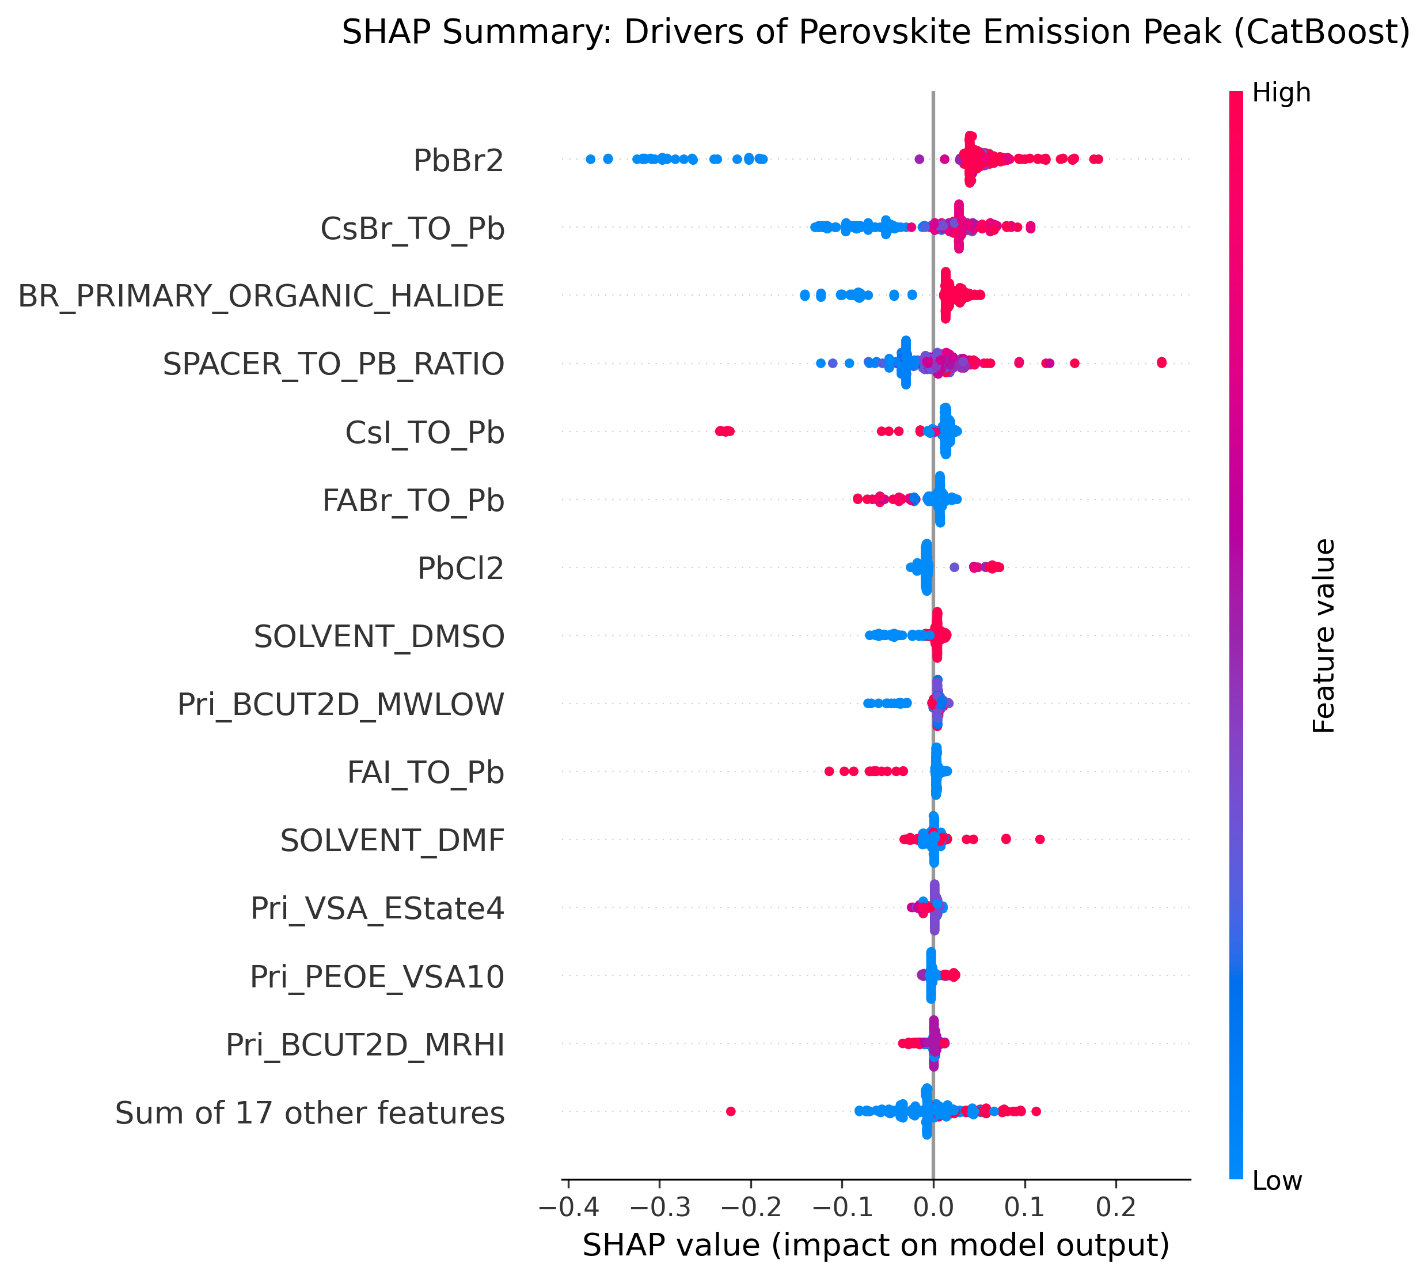 SHAP Summary: Drivers of Perovskite Emission Peak (CatBoost)
High
PbBr2
CsBr_TO_Pb
BR_PRIMARY_ORGANIC_HALIDE
SPACER_TO_PB_RATIO
CsI_TO_Pb
FABr_TO_Pb
PbCl2
SOLVENT_DMSO
Pri_BCUT2D_MWLOW
FAI_TO_Pb
SOLVENT_DMF
Pri_VSA_EState4
Pri_PEOE_VSA10
Pri_BCUT2D_MRHI
Sum of 17 other features
Feature value
Low
−0.4 −0.3 −0.2 −0.1 0.0 0.1 0.2
SHAP value (impact on model output)